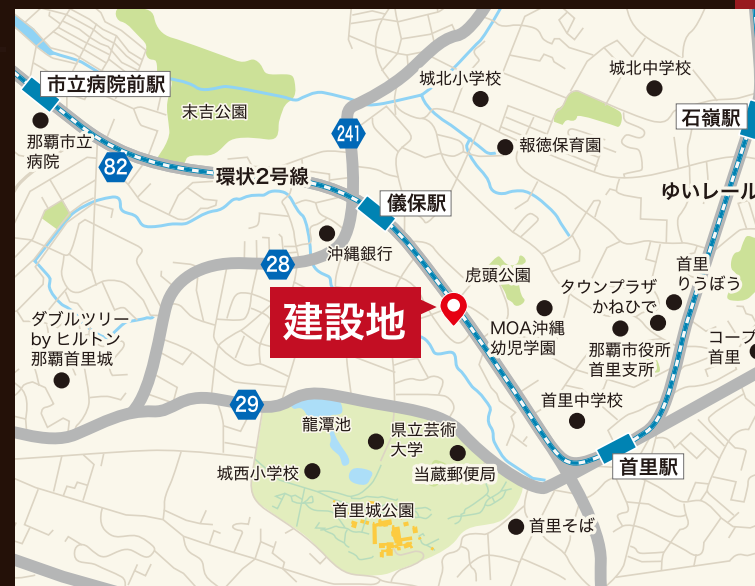 城北小学校
城北中学校
市立病院前駅
末吉公園
石嶺駅
241
那覇市立
病院
報徳保育園
82
環状2号線
ゆいレール
儀保駅
沖縄銀行
28
虎頭公園
首里
りうぼう
タウンプラザ
かねひで
建設地
ダブルツリー
by ヒルトン
那覇首里城
MOA沖縄
幼児学園
那覇市役所
首里支所
コープ
首里
29
首里中学校
龍潭池
県立芸術
大学
城西小学校
当蔵郵便局
首里駅
首里城公園
首里そば